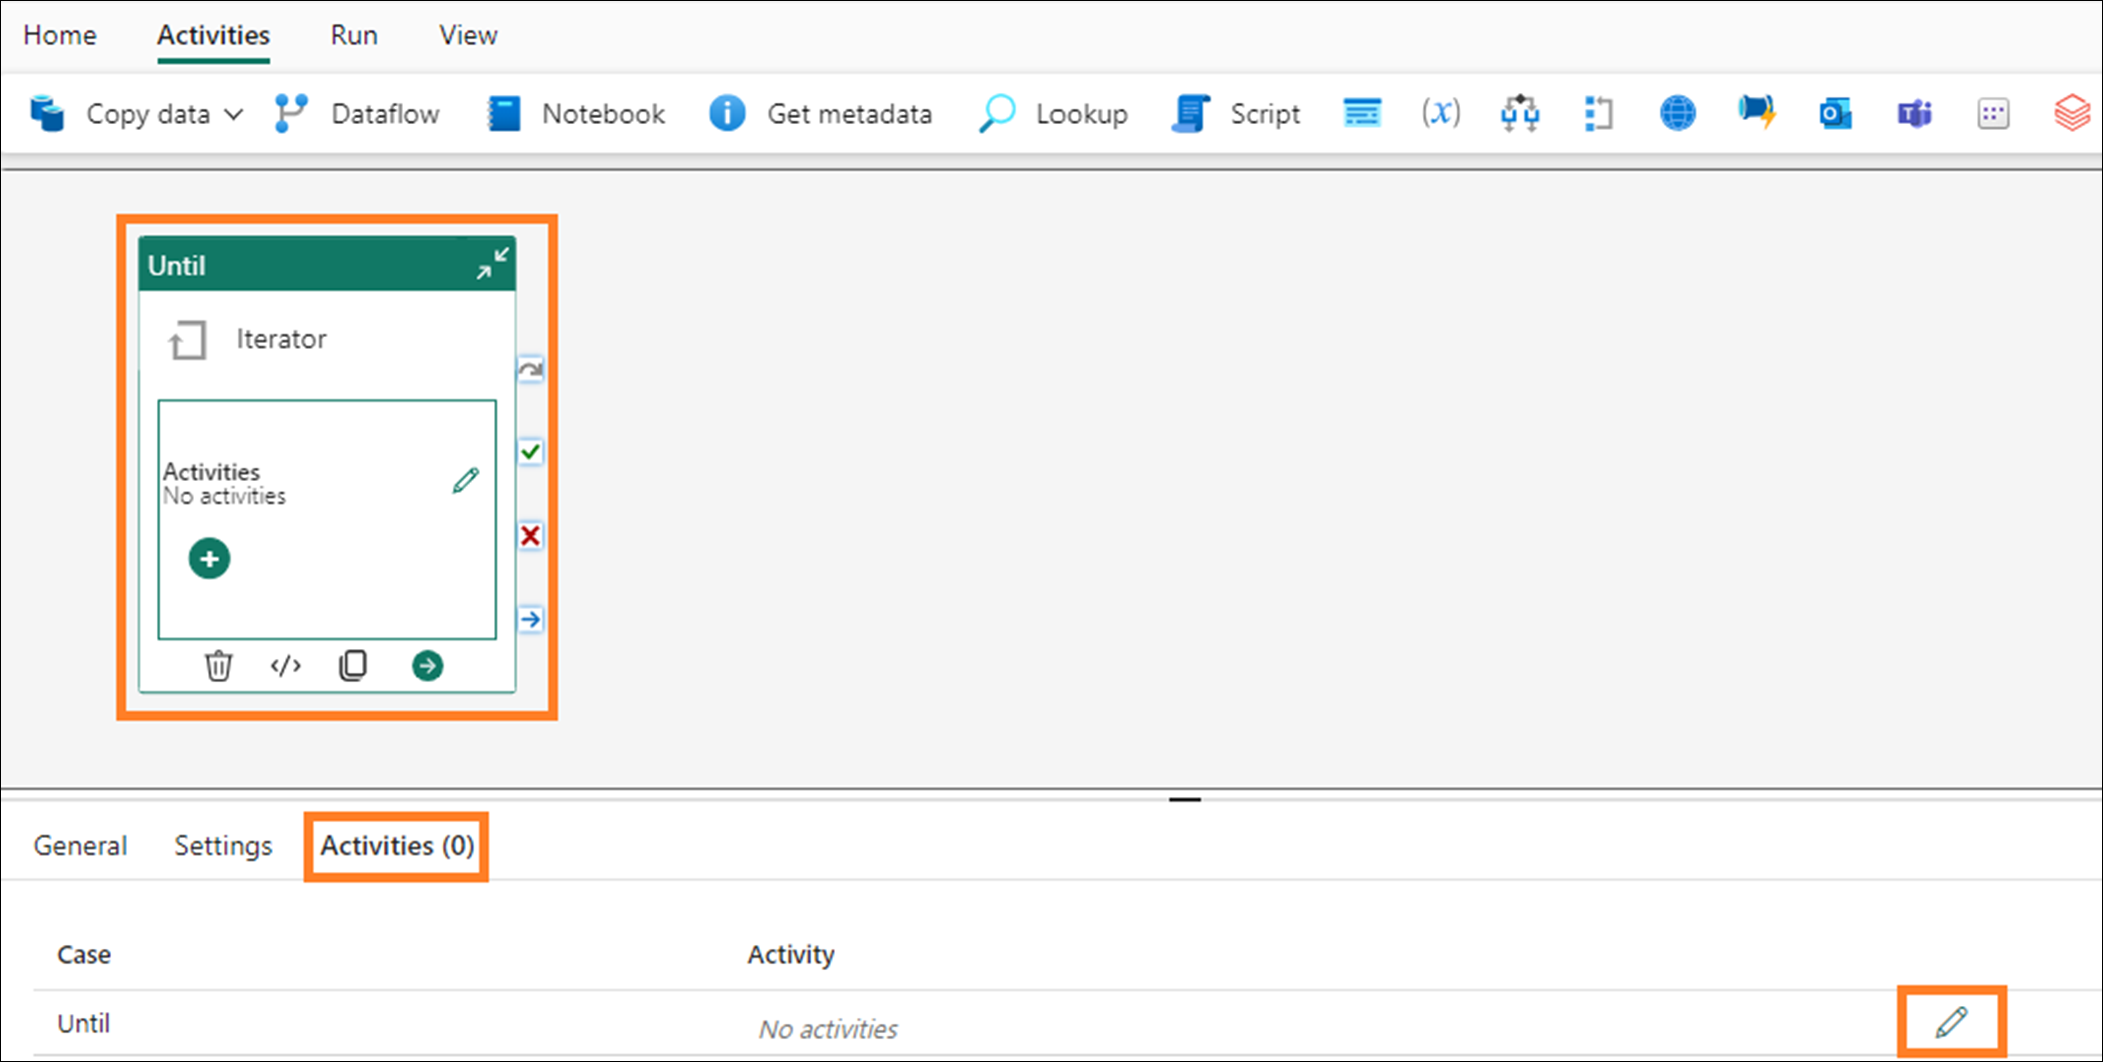 Home Activities Run View
Copy data Dataflow Notebook Get metadata Lookup Script (x)
Until
Iterator
Activities
No activities
General Settings Activities (0)
Case Activity
Until No activities